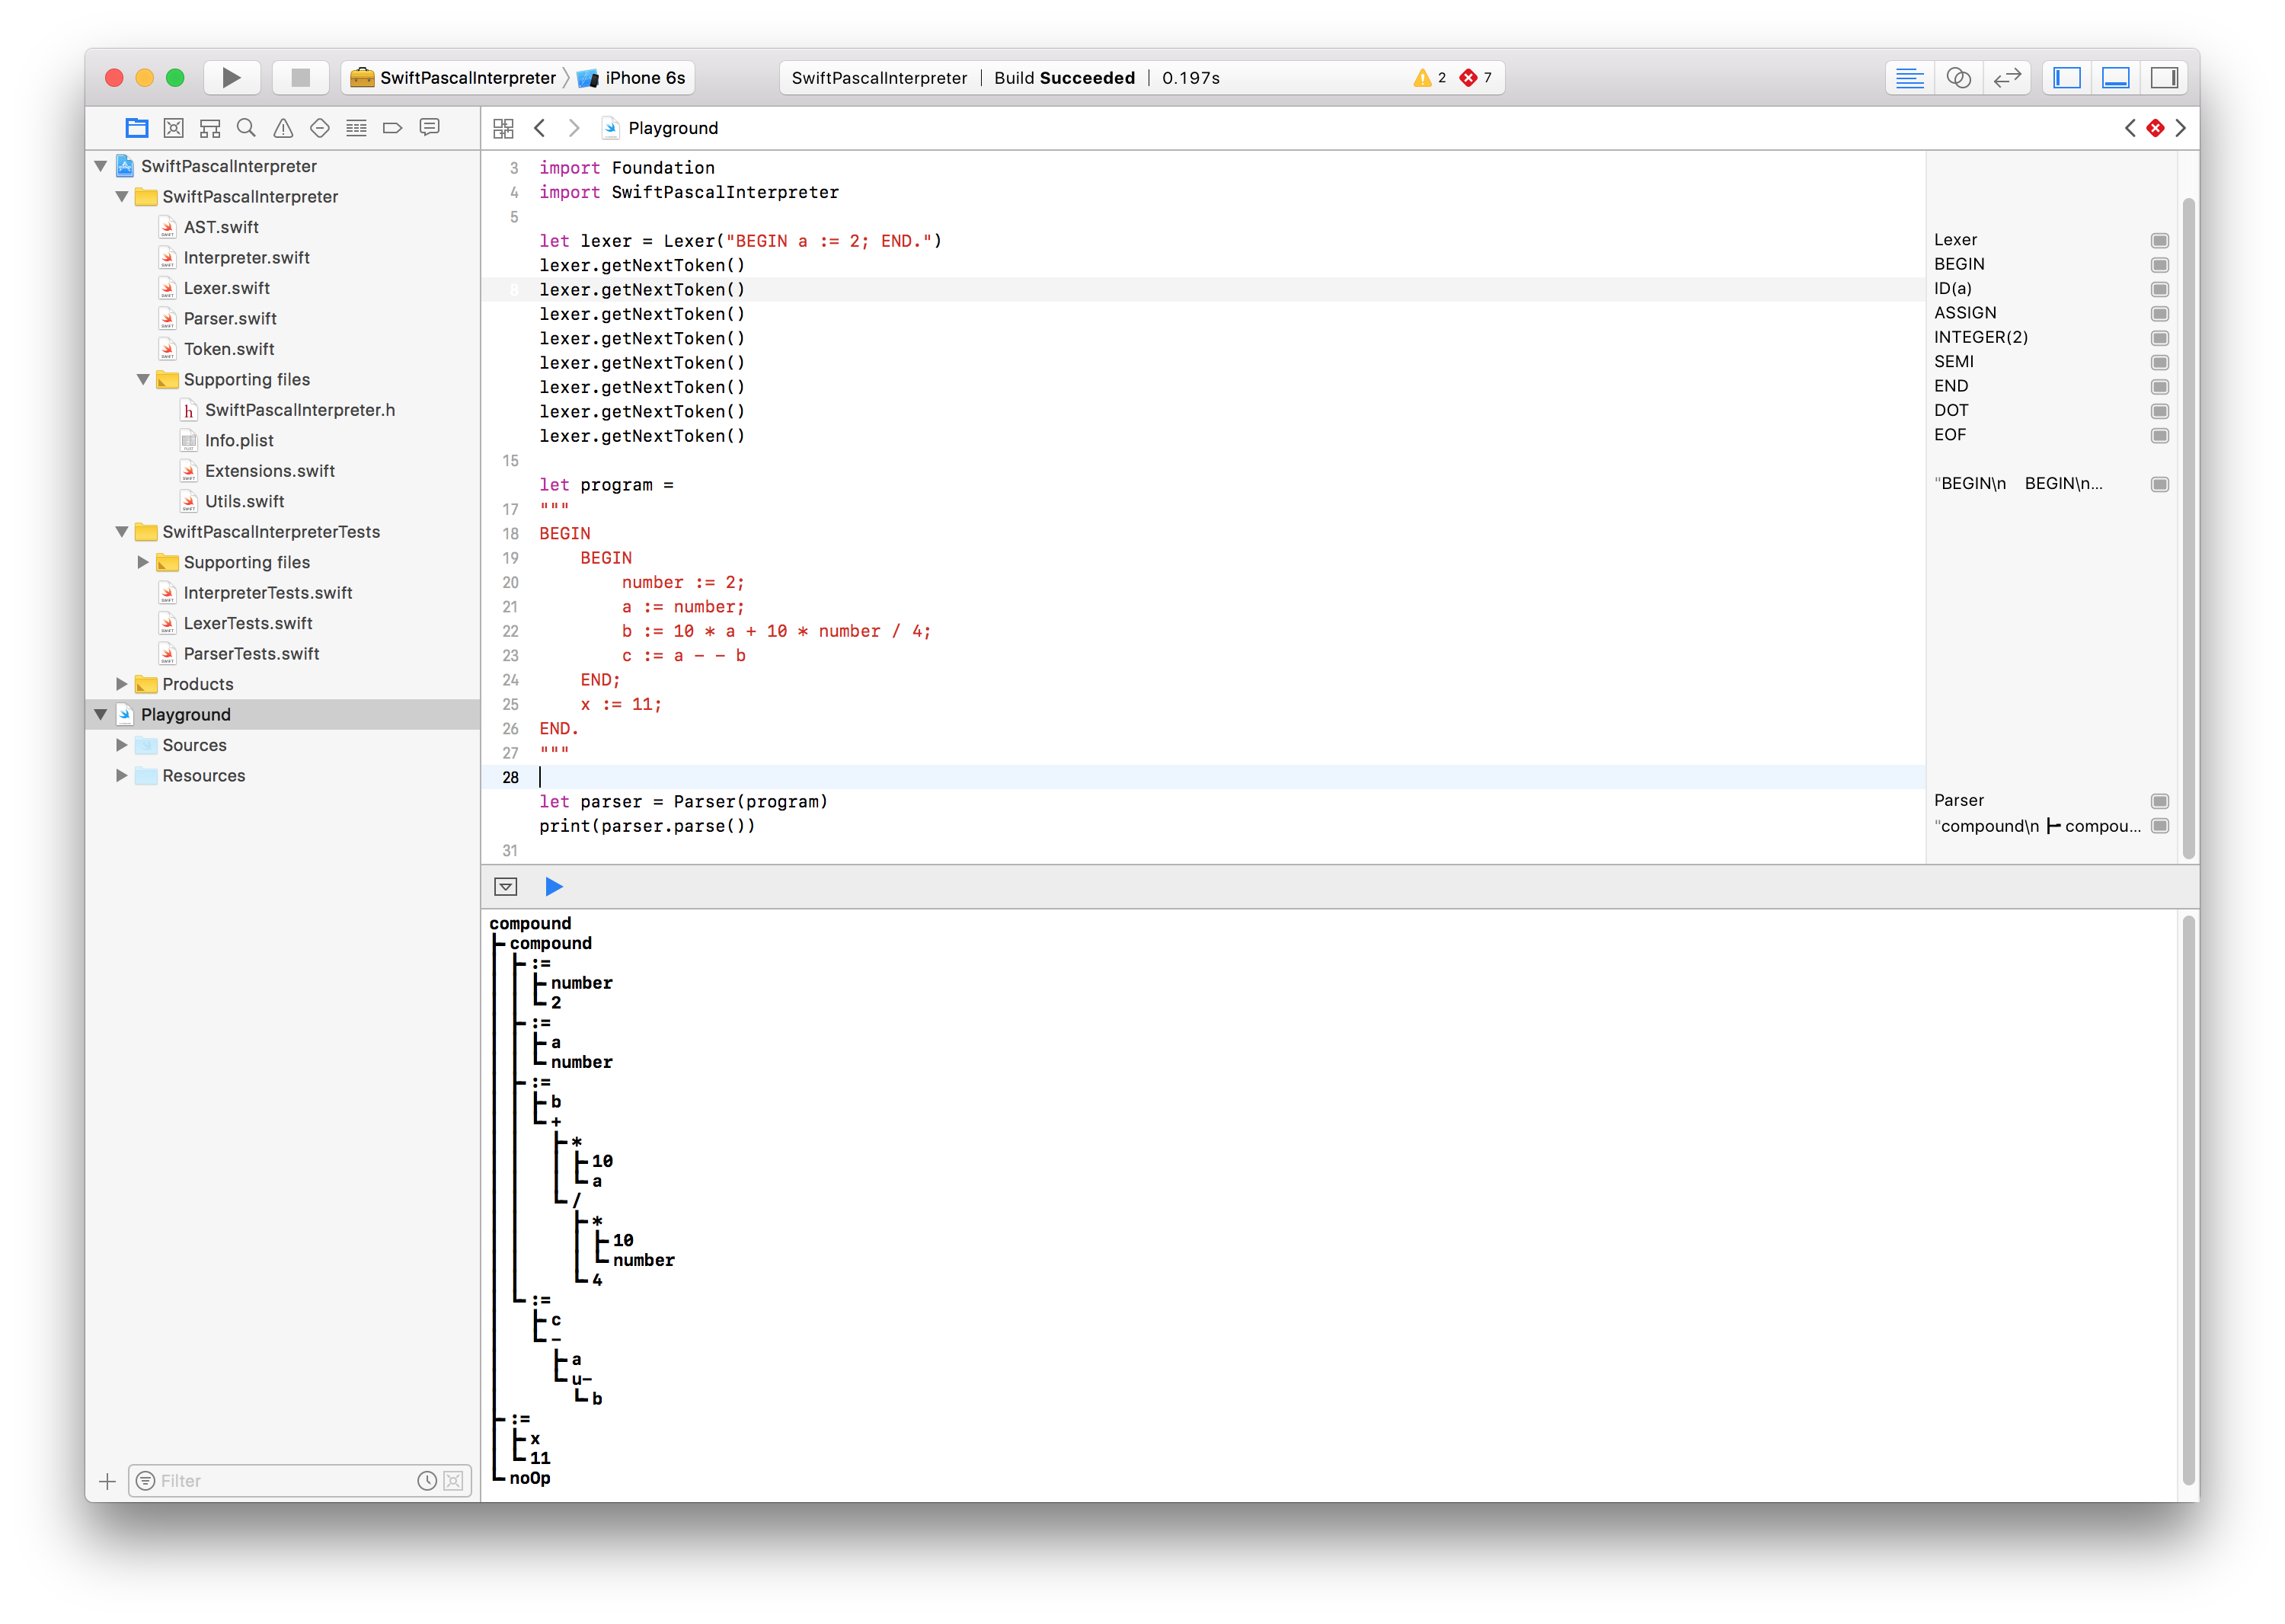 SwiftPascalInterpreter
iPhone 6s
SwiftPascalInterpreter | Build Succeeded | 0.197s
2
7
Playground
SwiftPascalInterpreter
SwiftPascalInterpreter
AST.swift
Interpreter.swift
Lexer.swift
Parser.swift
Token.swift
Supporting files
h SwiftPascalInterpreter.h
Info.plist
Extensions.swift
Utils.swift
SwiftPascalInterpreterTests
Supporting files
InterpreterTests.swift
LexerTests.swift
ParserTests.swift
Products
Playground
Sources
Resources
Filter
3 import Foundation
4 import SwiftPascalInterpreter
5
let lexer = Lexer("BEGIN a := 2; END.")
lexer.getNextToken()
8 lexer.getNextToken()
lexer.getNextToken()
lexer.getNextToken()
lexer.getNextToken()
lexer.getNextToken()
lexer.getNextToken()
lexer.getNextToken()
15
let program =
17 """
18 BEGIN
19     BEGIN
20         number := 2;
21         a := number;
22         b := 10 * a + 10 * number / 4;
23         c := a - - b
24     END;
25     x := 11;
26 END.
27 """
28
let parser = Parser(program)
print(parser.parse())
31
Lexer
BEGIN
ID(a)
ASSIGN
INTEGER(2)
SEMI
END
DOT
EOF
"BEGIN\n    BEGIN\n...
Parser
"compound\n ┣╸compou...
compound
┣╸compound
┃ ┣╸:=
┃ ┃ ┣╸number
┃ ┃ ┗╸2
┃ ┣╸:=
┃ ┃ ┣╸a
┃ ┃ ┗╸number
┃ ┣╸:=
┃ ┃ ┣╸b
┃ ┃ ┗╸+
┃ ┃   ┣╸*
┃ ┃   ┃ ┣╸10
┃ ┃   ┃ ┗╸a
┃ ┃   ┗╸/
┃ ┃     ┣╸*
┃ ┃     ┃ ┣╸10
┃ ┃     ┃ ┗╸number
┃ ┃     ┗╸4
┃ ┗╸:=
┃   ┣╸c
┃   ┗╸-
┃     ┣╸a
┃     ┗╸u-
┃       ┗╸b
┣╸:=
┃ ┣╸x
┃ ┗╸11
┗╸noOp